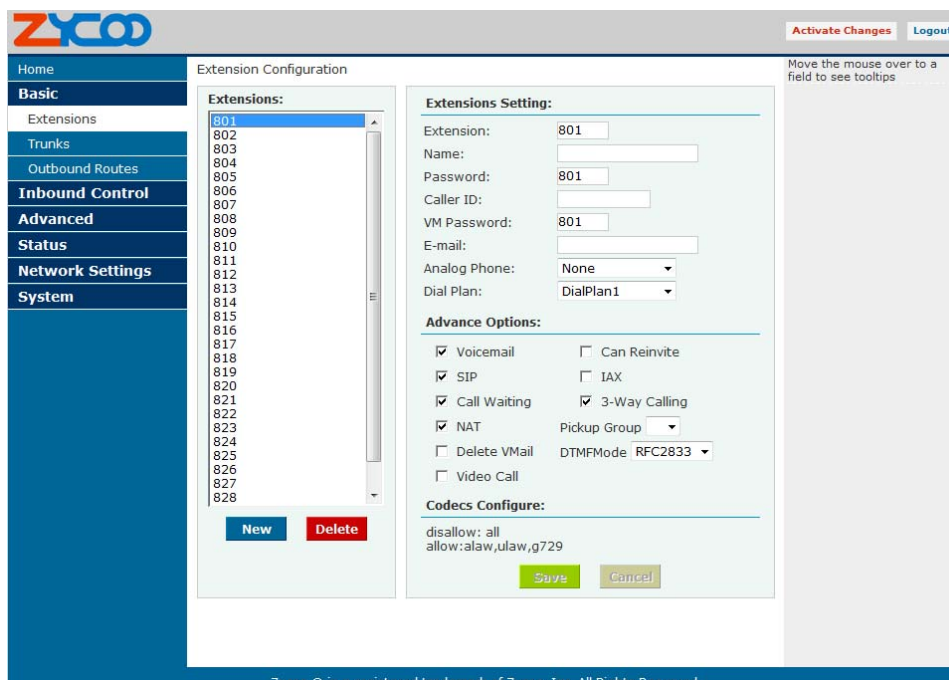 ZYCOO
Activate Changes
Logout
Home
Basic
Extensions
Trunks
Outbound Routes
Inbound Control
Advanced
Status
Network Settings
System
Extension Configuration
Extensions:
801
802
803
804
805
806
807
808
809
810
811
812
813
814
815
816
817
818
819
820
821
822
823
824
825
826
827
828
New Delete
Extensions Setting:
Extension: 801
Name:
Password: 801
Caller ID:
VM Password: 801
E-mail:
Analog Phone: None
Dial Plan: DialPlan1
Advance Options:
Voicemail Can Reinvite
SIP IAX
Call Waiting 3-Way Calling
NAT Pickup Group
Delete VMail DTMFMode RFC2833
Video Call
Codecs Configure:
disallow: all
allow:alaw,ulaw,g729
Save Cancel
Move the mouse over to a
field to see tooltips